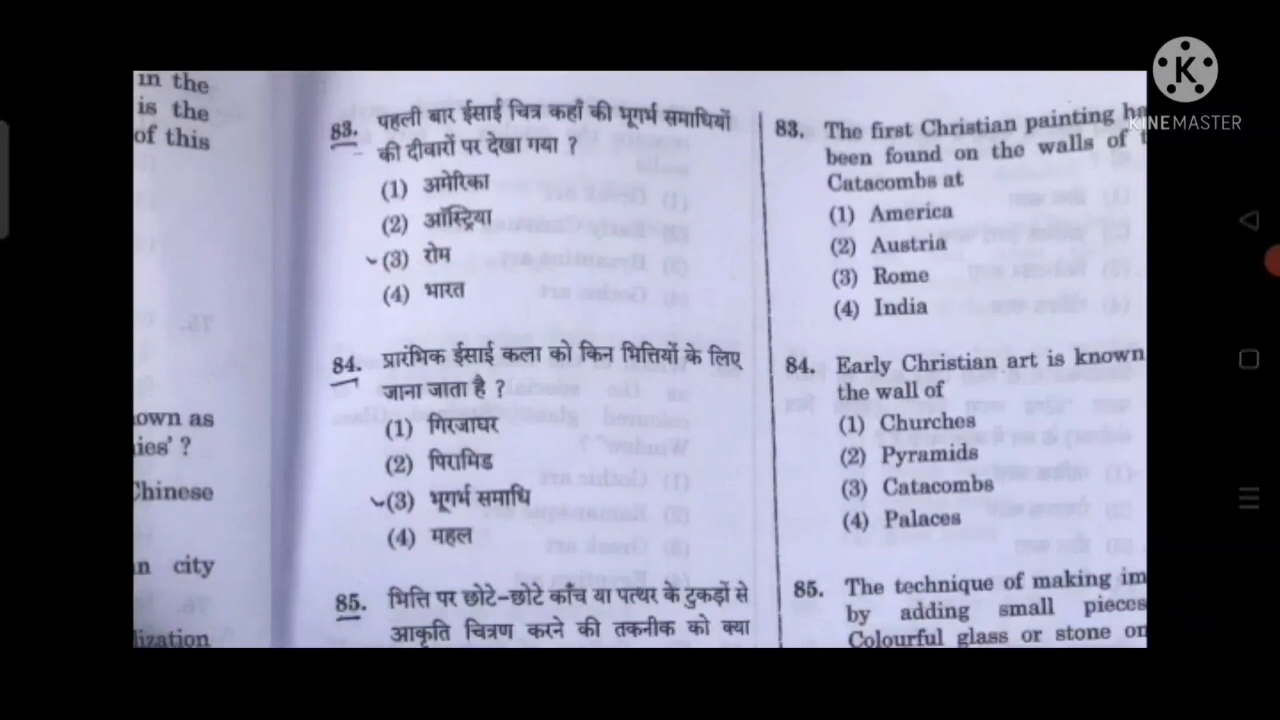 in the
is the
of this
own as
ies' ?
Chinese
n city
lization
83. पहली बार ईसाई चित्र कहाँ की भूगर्भ समाधियों
की दीवारों पर देखा गया ?
(1) अमेरिका
(2) ऑस्ट्रिया
(3) रोम
(4) भारत
84. प्रारंभिक ईसाई कला को किन भित्तियों के लिए
जाना जाता है ?
(1) गिरजाघर
(2) पिरामिड
(3) भूगर्भ समाधि
(4) महल
85. भित्ति पर छोटे-छोटे काँच या पत्थर के टुकड़ों से
आकृति चित्रण करने की तकनीक को क्या
83. The first Christian painting ha
been found on the walls of t
Catacombs at
(1) America
(2) Austria
(3) Rome
(4) India
84. Early Christian art is known
the wall of
(1) Churches
(2) Pyramids
(3) Catacombs
(4) Palaces
85. The technique of making im
by adding small pieces
Colourful glass or stone on
K
KINEMASTER